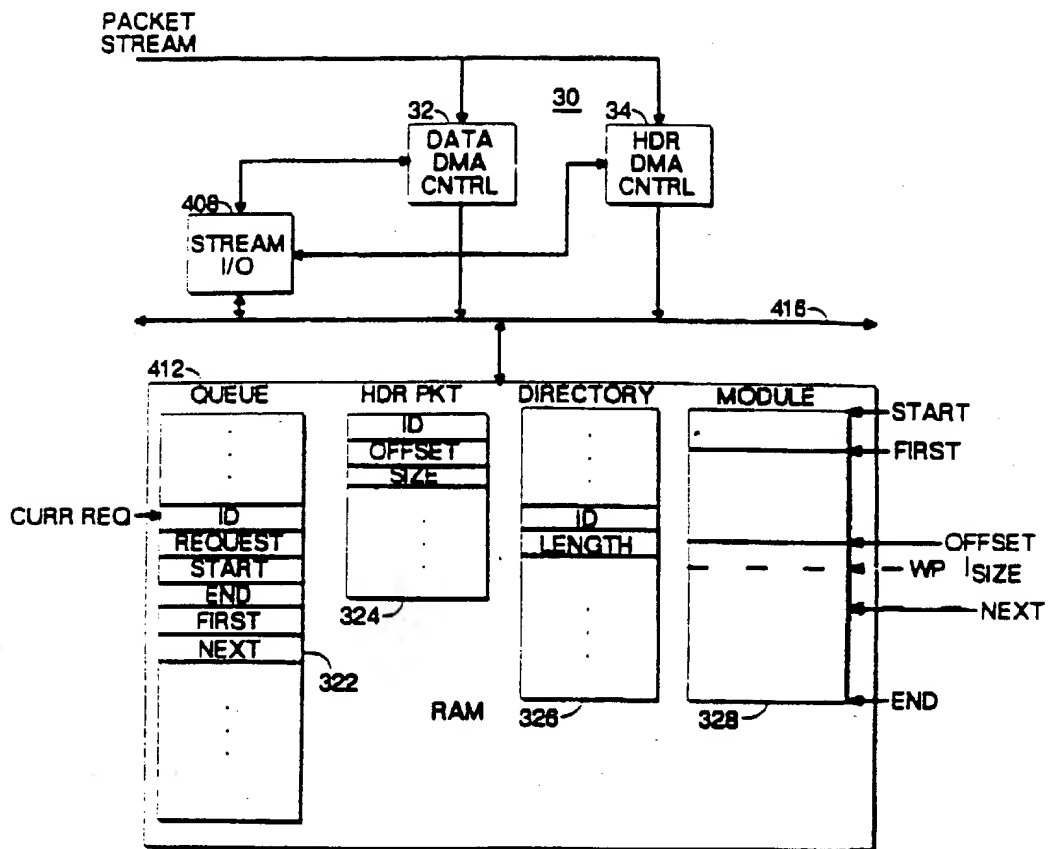 PACKET
STREAM
32
30
34
DATA
DMA
CNTRL
HDR
DMA
CNTRL
408
STREAM
I/O
416
412
QUEUE
HDR PKT
DIRECTORY
MODULE
ID
OFFSET
SIZE
START
FIRST
CURR REQ
ID
REQUEST
START
END
FIRST
NEXT
322
324
ID
LENGTH
326
OFFSET
WP
SIZE
NEXT
END
328
RAM